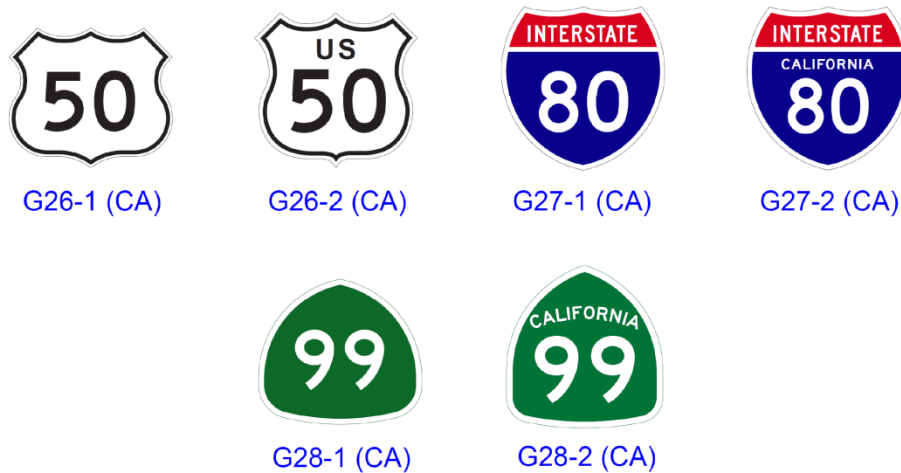 50
US
50
INTERSTATE
80
INTERSTATE
CALIFORNIA
80
G26-1 (CA)
G26-2 (CA)
G27-1 (CA)
G27-2 (CA)
99
CALIFORNIA
99
G28-1 (CA)
G28-2 (CA)